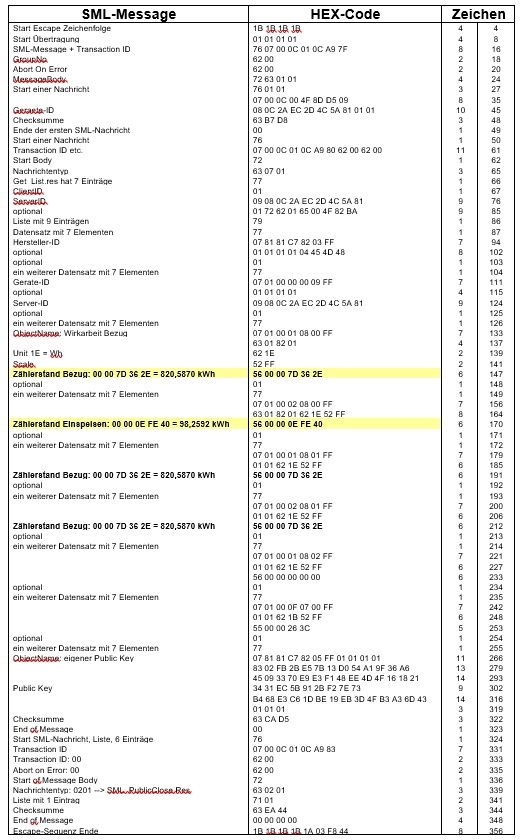 SML-Message HEX-Code Zeichen
Start Escape Zeichenfolge 1B 1B 1B 1B 4 4
Start Übertragung 01 01 01 01 4 8
SML-Message + Transaction ID 76 07 00 0C 01 0C A9 7F 8 16
GroupNo 62 00 2 18
Abort On Error 62 00 2 20
MessageBody 72 63 01 01 4 24
Start einer Nachricht 76 01 01 3 27
07 00 0C 00 4F 8D D5 09 8 35
Geraete-ID 08 0C 2A EC 2D 4C 5A 81 01 01 10 45
Checksumme 63 B7 D8 3 48
Ende der ersten SML-Nachricht 00 1 49
Start einer Nachricht 76 1 50
Transaction ID etc. 07 00 0C 01 0C A9 80 62 00 62 00 11 61
Start Body 72 1 62
Nachrichtentyp 63 07 01 3 65
Get List.res hat 7 Einträge 77 1 66
ClientID 01 1 67
ServerID 09 08 0C 2A EC 2D 4C 5A 81 9 76
optional 01 72 62 01 65 00 4F 82 BA 9 85
Liste mit 9 Einträgen 79 1 86
Datensatz mit 7 Elementen 77 1 87
Hersteller-ID 07 81 81 C7 82 03 FF 7 94
optional 01 01 01 01 04 45 4D 48 8 102
optional 01 1 103
ein weiterer Datensatz mit 7 Elementen 77 1 104
Gerate-ID 07 01 00 00 00 09 FF 7 111
optional 01 01 01 01 4 115
Server-ID 09 08 0C 2A EC 2D 4C 5A 81 9 124
optional 01 1 125
ein weiterer Datensatz mit 7 Elementen 77 1 126
ObjectName: Wirkarbeit Bezug 07 01 00 01 08 00 FF 7 133
63 01 82 01 4 137
Unit 1E = Wh 62 1E 2 139
Scale 52 FF 2 141
Zählerstand Bezug: 00 00 7D 36 2E = 820,5870 kWh 56 00 00 7D 36 2E 6 147
optional 01 1 148
ein weiterer Datensatz mit 7 Elementen 77 1 149
07 01 00 02 08 00 FF 7 156
63 01 82 01 62 1E 52 FF 8 164
Zählerstand Einspeisen: 00 00 0E FE 40 = 98,2592 kWh 56 00 00 0E FE 40 6 170
optional 01 1 171
ein weiterer Datensatz mit 7 Elementen 77 1 172
07 01 00 01 08 01 FF 7 179
01 01 62 1E 52 FF 6 185
Zählerstand Bezug: 00 00 7D 36 2E = 820,5870 kWh 56 00 00 7D 36 2E 6 191
optional 01 1 192
ein weiterer Datensatz mit 7 Elementen 77 1 193
07 01 00 02 08 01 FF 7 200
01 01 62 1E 52 FF 6 206
Zählerstand Bezug: 00 00 7D 36 2E = 820,5870 kWh 56 00 00 7D 36 2E 6 212
optional 01 1 213
ein weiterer Datensatz mit 7 Elementen 77 1 214
07 01 00 01 08 02 FF 7 221
01 01 62 1E 52 FF 6 227
56 00 00 00 00 00 6 233
optional 01 1 234
ein weiterer Datensatz mit 7 Elementen 77 1 235
07 01 00 0F 07 00 FF 7 242
01 01 62 1B 52 FF 6 248
55 00 00 26 3C 5 253
optional 01 1 254
ein weiterer Datensatz mit 7 Elementen 77 1 255
ObjectName: eigener Public Key 07 81 81 C7 82 05 FF 01 01 01 01 11 266
83 02 FB 2B E5 7B 13 D0 54 A1 9F 36 A6 13 279
45 09 33 70 E9 E3 F1 48 EE 4D 4F 16 18 21 14 293
Public Key 34 31 EC 5B 91 2B F2 7E 73 9 302
B4 68 E3 C6 1D BE 19 EB 3D 4F B3 A3 6D 43 14 316
01 01 01 3 319
Checksumme 63 CA D5 3 322
End of Message 00 1 323
Start SML-Nachricht, Liste, 6 Einträge 76 1 324
Transaction ID 07 00 0C 01 0C A9 83 7 331
Transaction ID: 00 62 00 2 333
Abort on Error: 00 62 00 2 335
Start of Message Body 72 1 336
Nachrichtentyp: 0201 --> SML_PublicClose.Res 63 02 01 3 339
Liste mit 1 Eintrag 71 01 2 341
Checksumme 63 EA 44 3 344
End of Message 00 00 00 00 4 348
Escape-Sequenz Ende 1B 1B 1B 1B 1A 03 F8 44 8 356